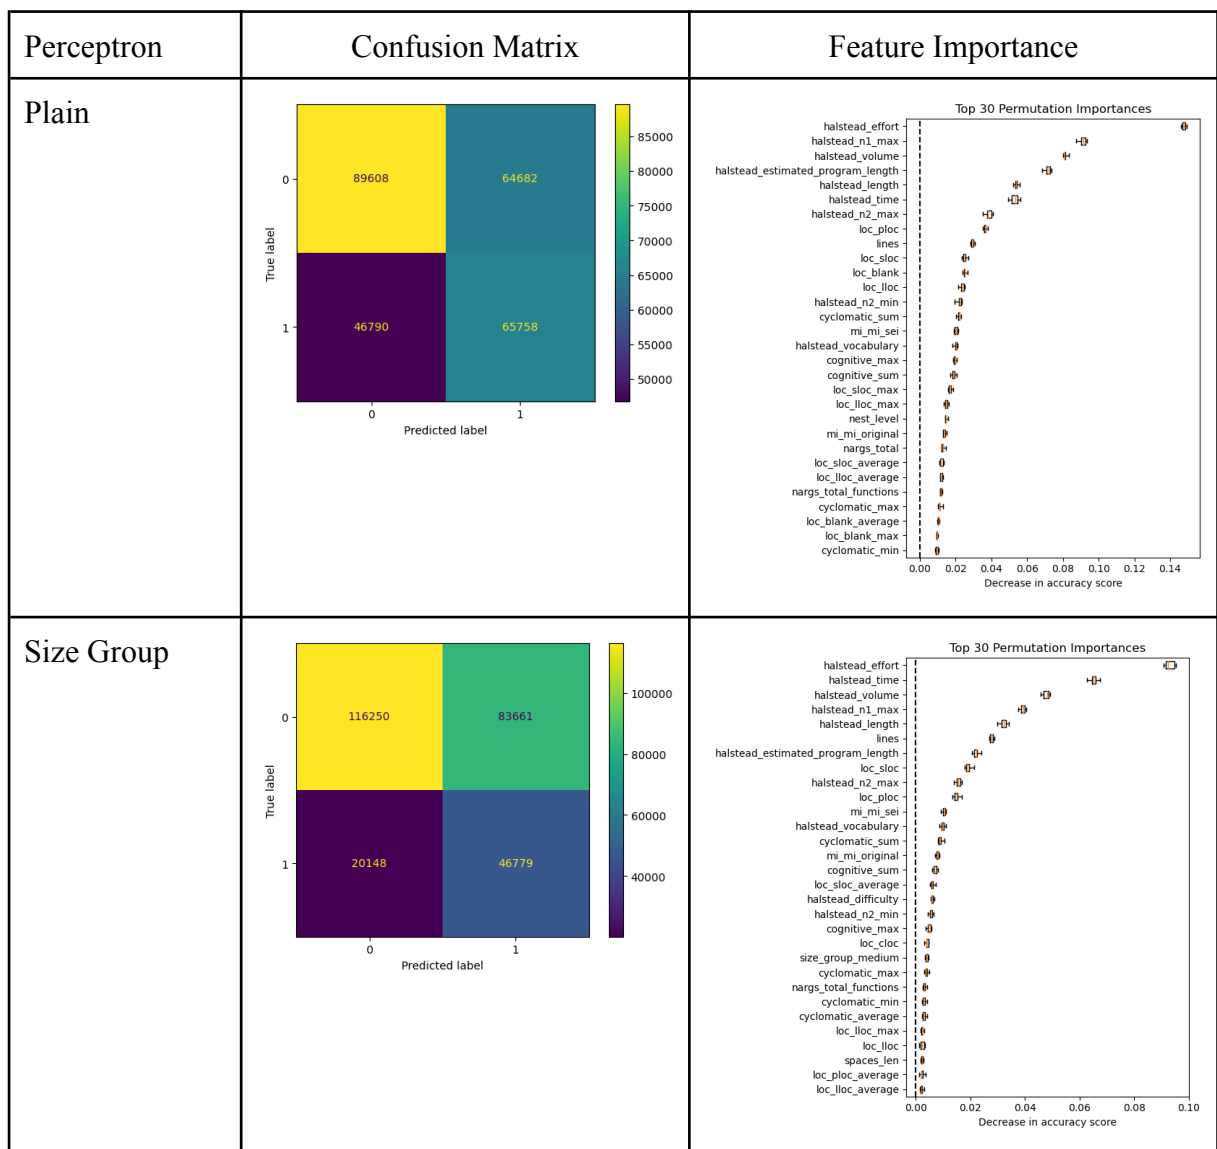 Perceptron
Confusion Matrix
Feature Importance
Plain
0
1
True label
89608
64682
46790
65758
0
1
Predicted label
85000
80000
75000
70000
65000
60000
55000
50000
Top 30 Permutation Importances
halstead_effort
halstead_n1_max
halstead_volume
halstead_estimated_program_length
halstead_length
halstead_time
halstead_n2_max
loc_ploc
lines
loc_sloc
loc_blank
loc_lloc
halstead_n2_min
cyclomatic_sum
mi_mi_sei
halstead_vocabulary
cognitive_max
cognitive_sum
loc_sloc_max
loc_lloc_max
nest_level
mi_mi_original
nargs_total
loc_sloc_average
loc_lloc_average
nargs_total_functions
cyclomatic_max
loc_blank_average
loc_blank_max
cyclomatic_min
0.00 0.02 0.04 0.06 0.08 0.10 0.12 0.14
Decrease in accuracy score
Size Group
0
1
True label
116250
83661
20148
46779
0
1
Predicted label
100000
80000
60000
40000
Top 30 Permutation Importances
halstead_effort
halstead_time
halstead_volume
halstead_n1_max
halstead_length
lines
halstead_estimated_program_length
loc_sloc
halstead_n2_max
loc_ploc
mi_mi_sei
halstead_vocabulary
cyclomatic_sum
mi_mi_original
cognitive_sum
loc_sloc_average
halstead_difficulty
halstead_n2_min
cognitive_max
loc_cloc
size_group_medium
cyclomatic_max
nargs_total_functions
cyclomatic_min
cyclomatic_average
loc_lloc_max
loc_lloc
spaces_len
loc_ploc_average
loc_lloc_average
0.00 0.02 0.04 0.06 0.08 0.10
Decrease in accuracy score